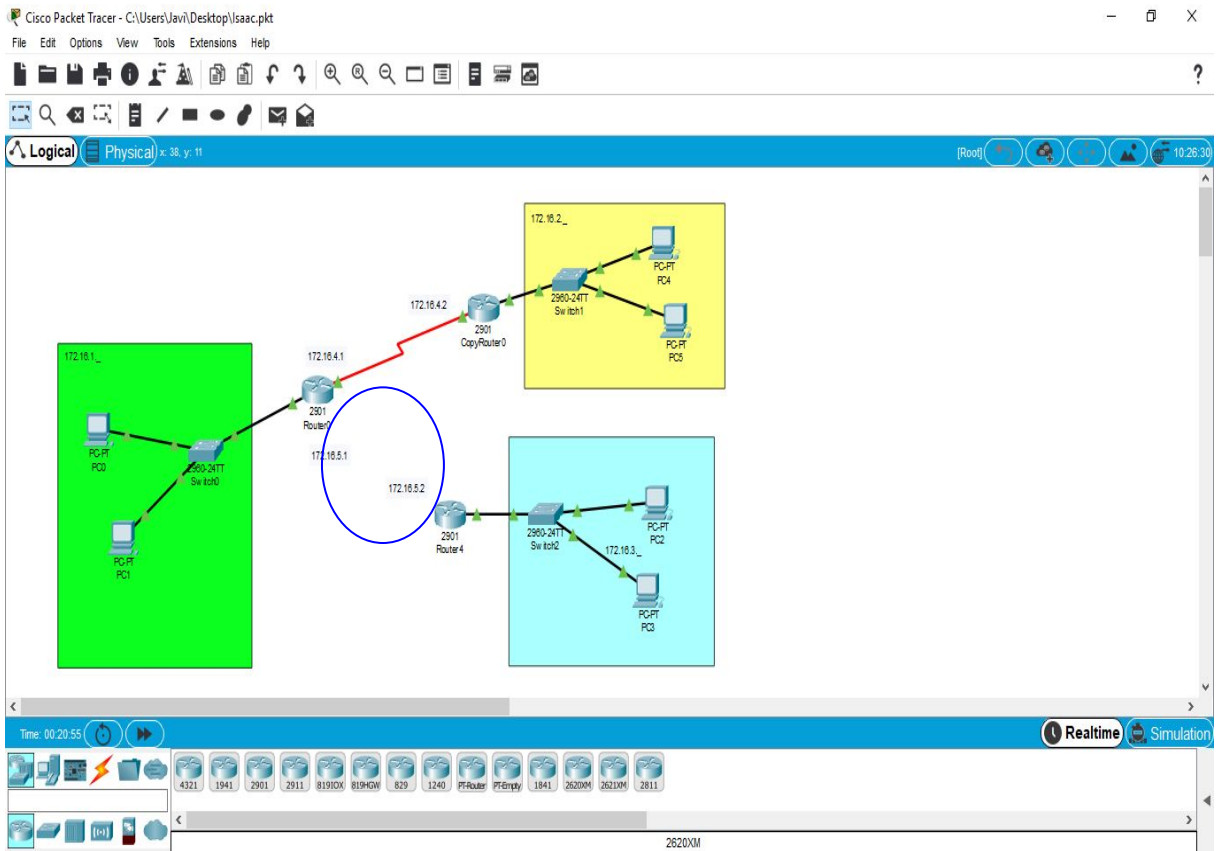 Cisco Packet Tracer - C:\Users\Javi\Desktop\Isaac.pkt
File Edit Options View Tools Extensions Help
?
Logical Physical x: 38, y: 11 [Root] 10:26:30
172.16.2._
PC-PT
PC4
2960-24TT
Switch1
172.16.4.2
2901
CopyRouter0
PC-PT
PC5
172.16.1._
172.16.4.1
2901
Router0
PC-PT
PC0
2960-24TT
Switch0
172.16.5.1
172.16.5.2
2901
Router4
2960-24TT
Switch2
PC-PT
PC2
172.16.3._
PC-PT
PC1
PC-PT
PC3
Time: 00:20:55 Realtime Simulation
4321 1941 2901 2911 819IOX 819HGW 829 1240 PT-Router PT-Empty 1841 2620XM 2621XM 2811
2620XM